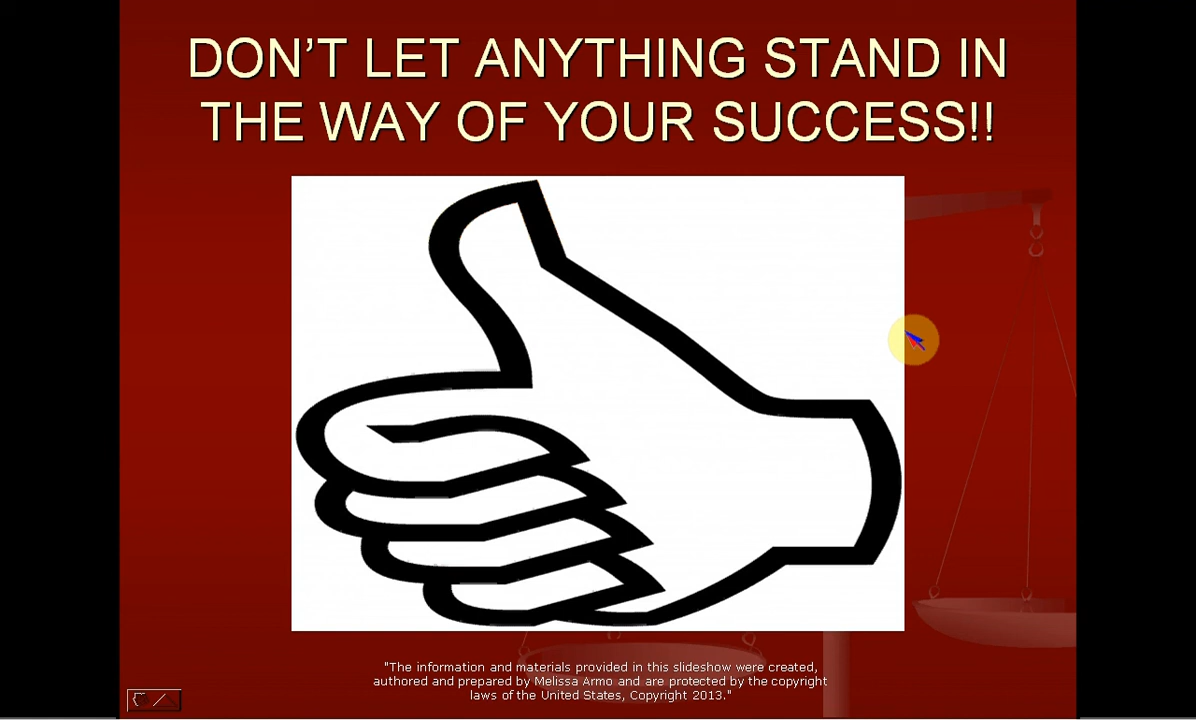 DON’T LET ANYTHING STAND IN
THE WAY OF YOUR SUCCESS!!
"The information and materials provided in this slideshow were created,
authored and prepared by Melissa Armo and are protected by the copyright
laws of the United States, Copyright 2013."